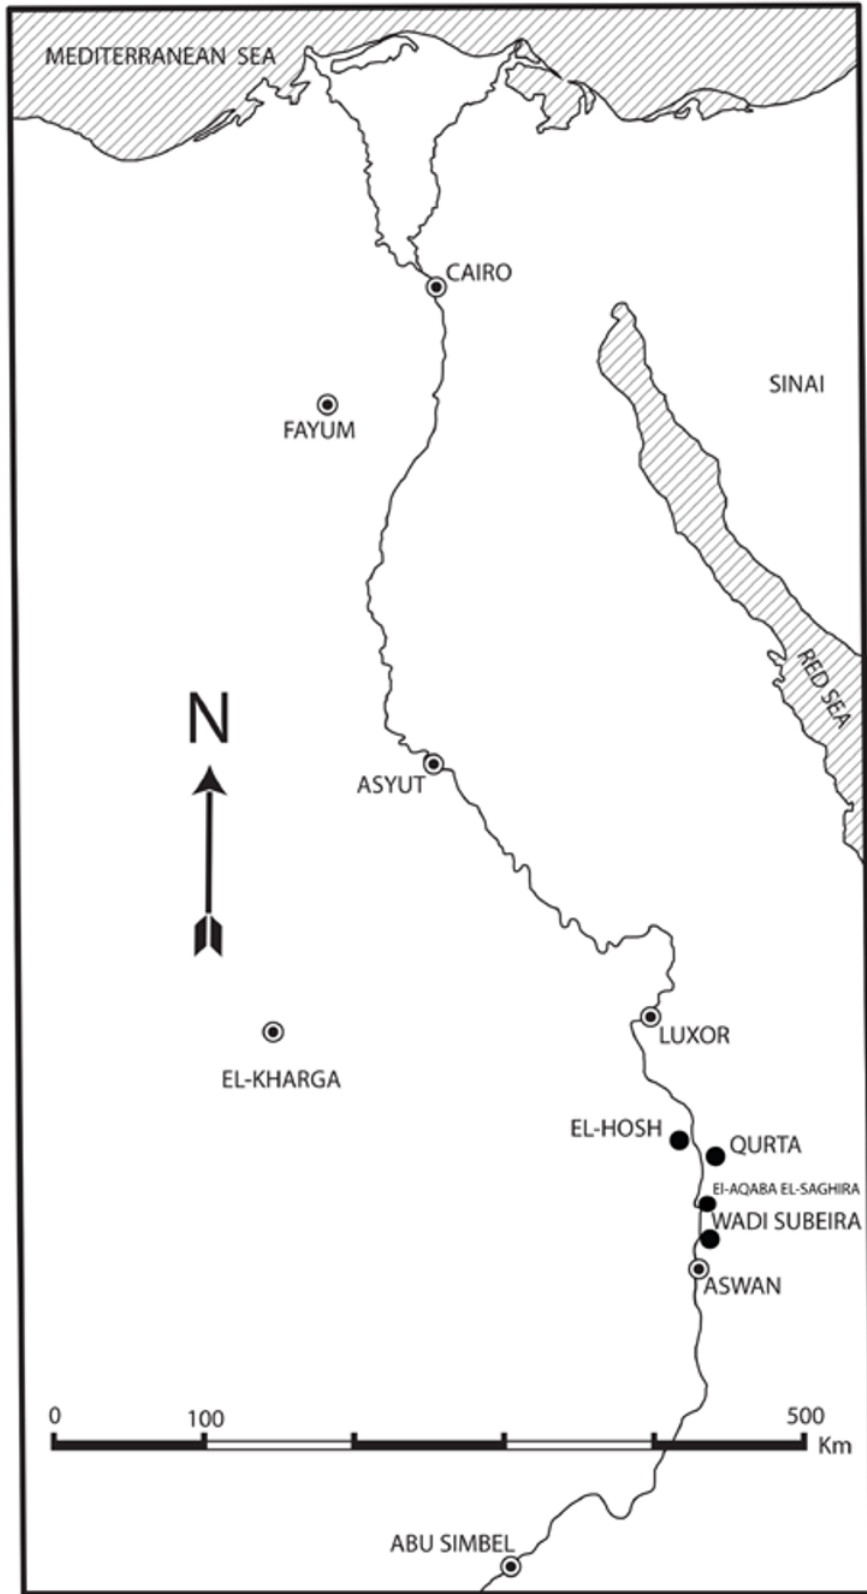 MEDITERRANEAN SEA
CAIRO
SINAI
FAYUM
RED SEA
N
ASYUT
LUXOR
EL-KHARGA
EL-HOSH
QURTA
El-AQABA EL-SAGHIRA
WADI SUBEIRA
ASWAN
0 100 500
Km
ABU SIMBEL